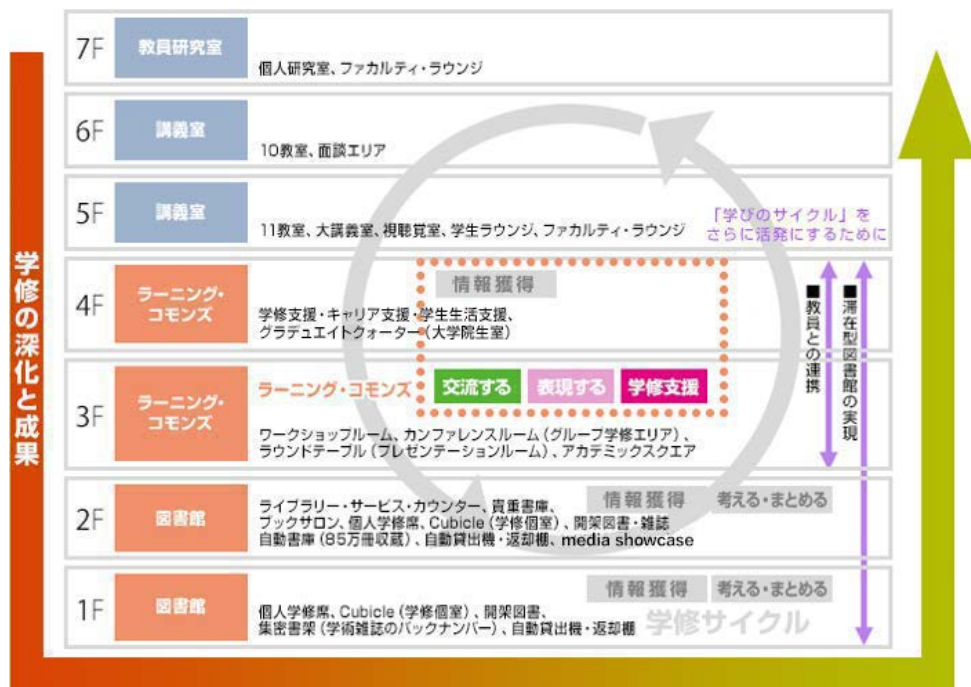 学修の深化と成果
7F
教員研究室
個人研究室、ファカルティ・ラウンジ
6F
講義室
10教室、面談エリア
5F
講義室
11教室、大講義室、視聴覚室、学生ラウンジ、ファカルティ・ラウンジ
「学びのサイクル」を
さらに活発にするために
4F
ラーニング・
コモンズ
情報獲得
学修支援・キャリア支援・学生生活支援、
グラデュエイトクォーター(大学院生室)
■教員との連携
■滞在型図書館の実現
3F
ラーニング・
コモンズ
ラーニング・コモンズ
交流する
表現する
学修支援
ワークショップルーム、カンファレンスルーム(グループ学修エリア)、
ラウンドテーブル(プレゼンテーションルーム)、アカデミックスクエア
2F
図書館
情報獲得
考える・まとめる
ライブラリー・サービス・カウンター、貴重書庫、
ブックサロン、個人学修席、Cubicle(学修個室)、開架図書・雑誌
自動書庫(85万冊収蔵)、自動貸出機・返却棚、media showcase
1F
図書館
情報獲得
考える・まとめる
個人学修席、Cubicle(学修個室)、開架図書、
集密書架(学術雑誌のバックナンバー)、自動貸出機・返却棚
学修サイクル